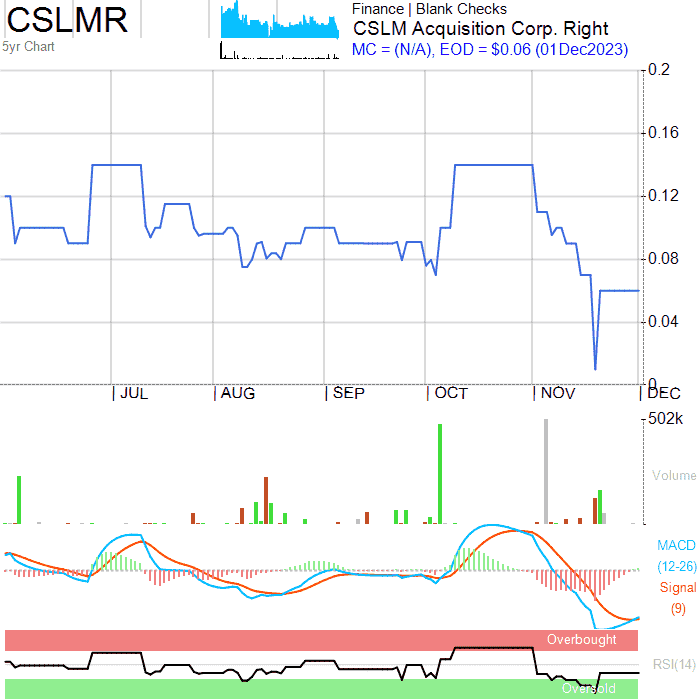 CSLMR
5yr Chart
Finance | Blank Checks
CSLM Acquisition Corp. Right
MC = (N/A), EOD = $0.06 (01Dec2023)
0.2
0.16
0.12
0.08
0.04
0
JUL
AUG
SEP
OCT
NOV
DEC
502k
Volume
MACD
(12-26)
Signal
(9)
Overbought
RSI(14)
Oversold